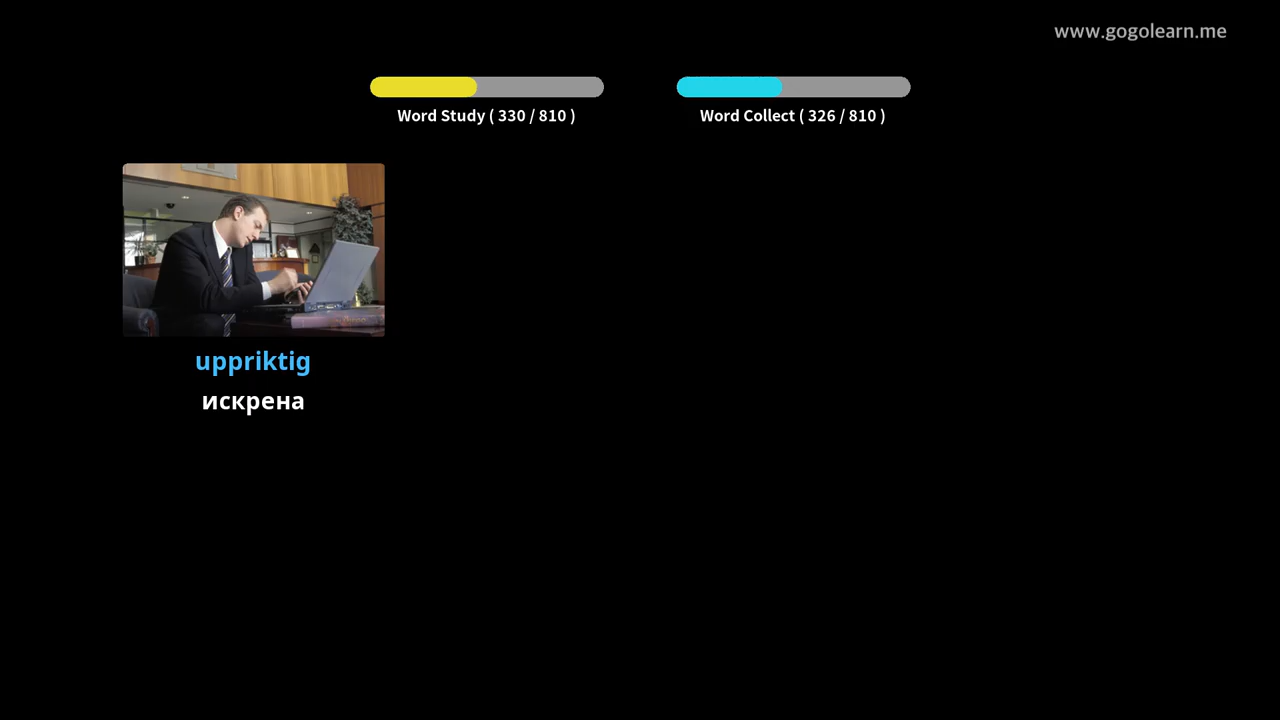 www.gogolearn.me
Word Study ( 330 / 810 )
Word Collect ( 326 / 810 )
uppriktig
искрена